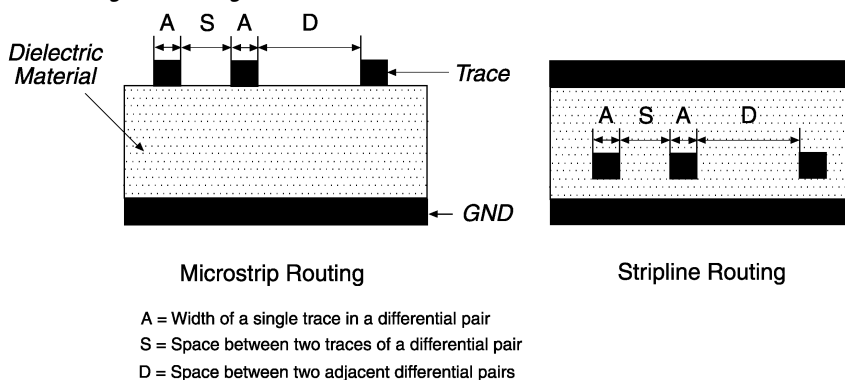 A S A D
Dielectric
Material
Trace
GND
A S A D
Microstrip Routing
Stripline Routing
A = Width of a single trace in a differential pair
S = Space between two traces of a differential pair
D = Space between two adjacent differential pairs